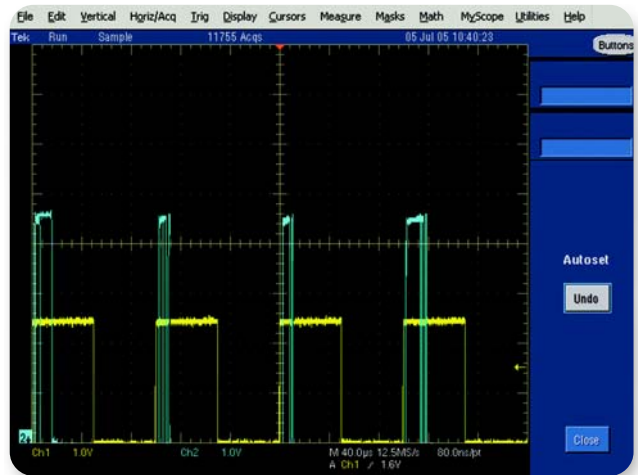 File Edit Vertical Horiz/Acq Trig Display Cursors Measure Masks Math MyScope Utilities Help
Tek Run Sample 11755 Acqs 05 Jul 05 10:40:23
Buttons
Autoset
Undo
Close
Ch1 1.0V Ch2 1.0V M 40.0µs 12.5MS/s 80.0ns/pt
A Ch1 / 1.6V